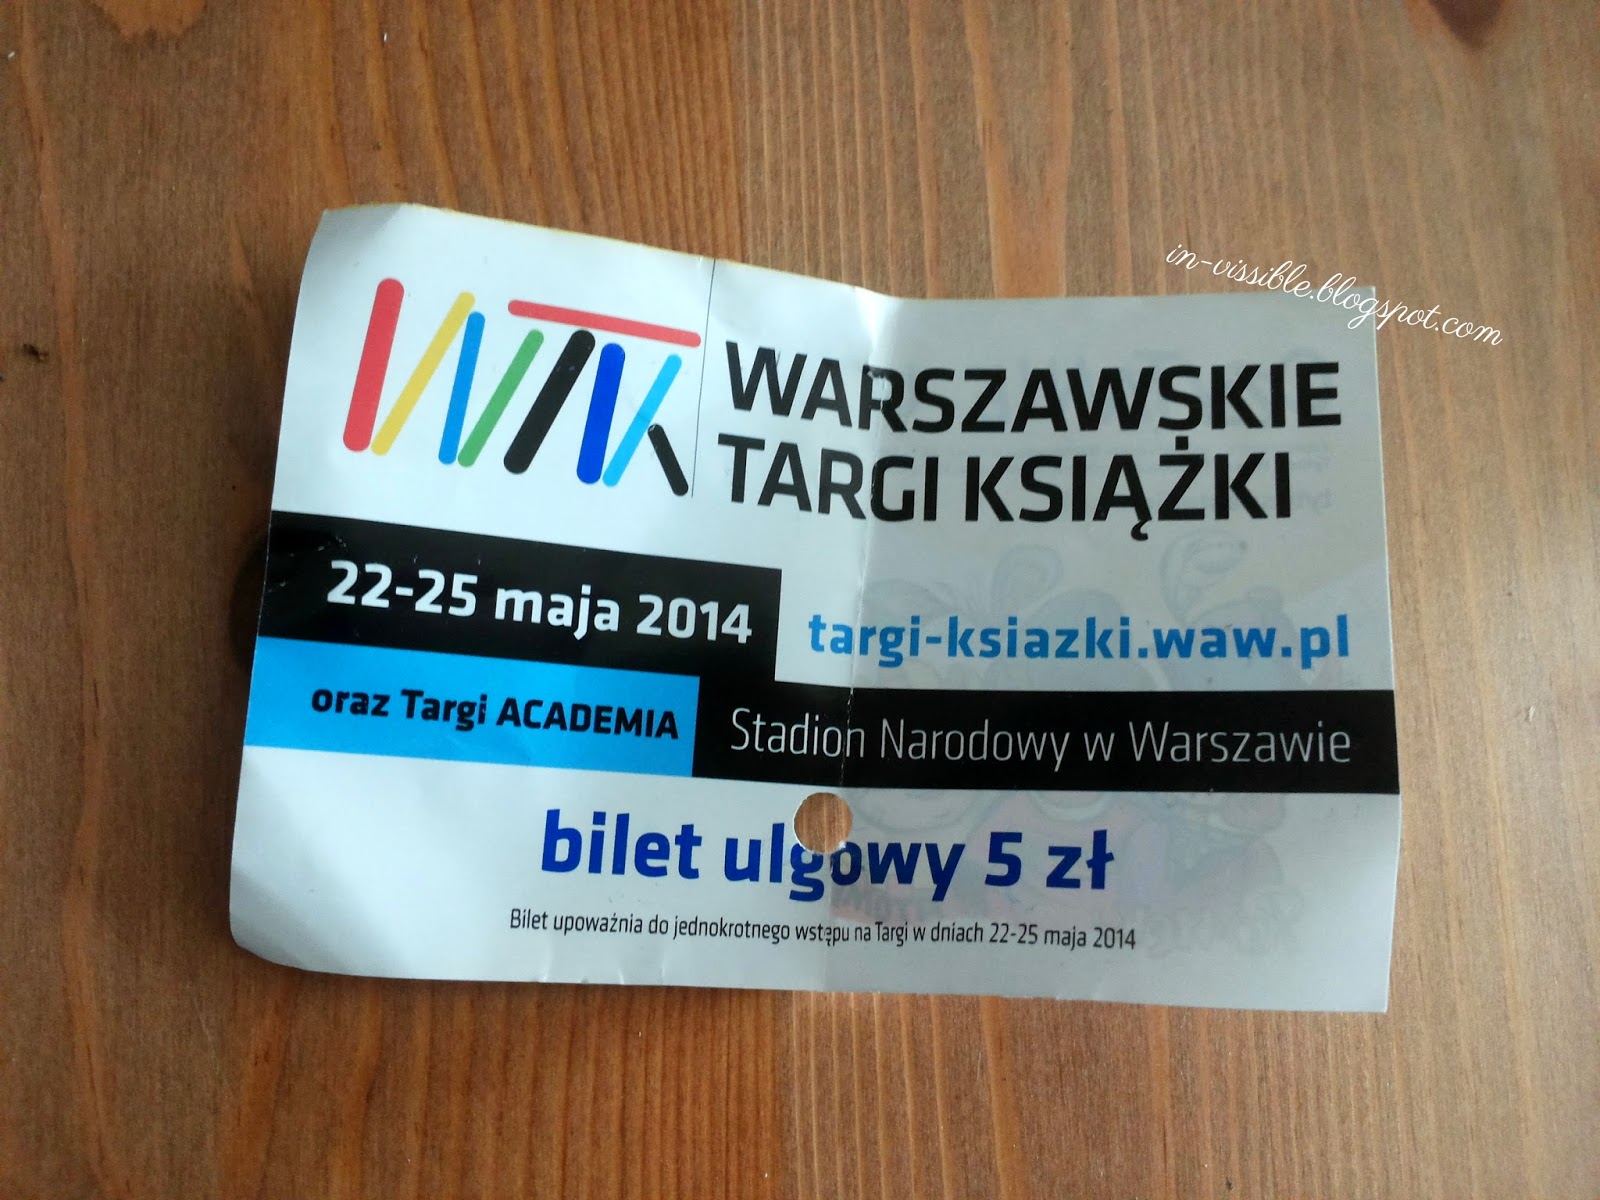 WTK
WARSZAWSKIE
TARGI KSIĄŻKI
22-25 maja 2014
targi-ksiazki.waw.pl
oraz Targi ACADEMIA
Stadion Narodowy w Warszawie
bilet ulgowy 5 zł
Bilet upoważnia do jednokrotnego wstępu na Targi w dniach 22-25 maja 2014
in-vissible.blogspot.com